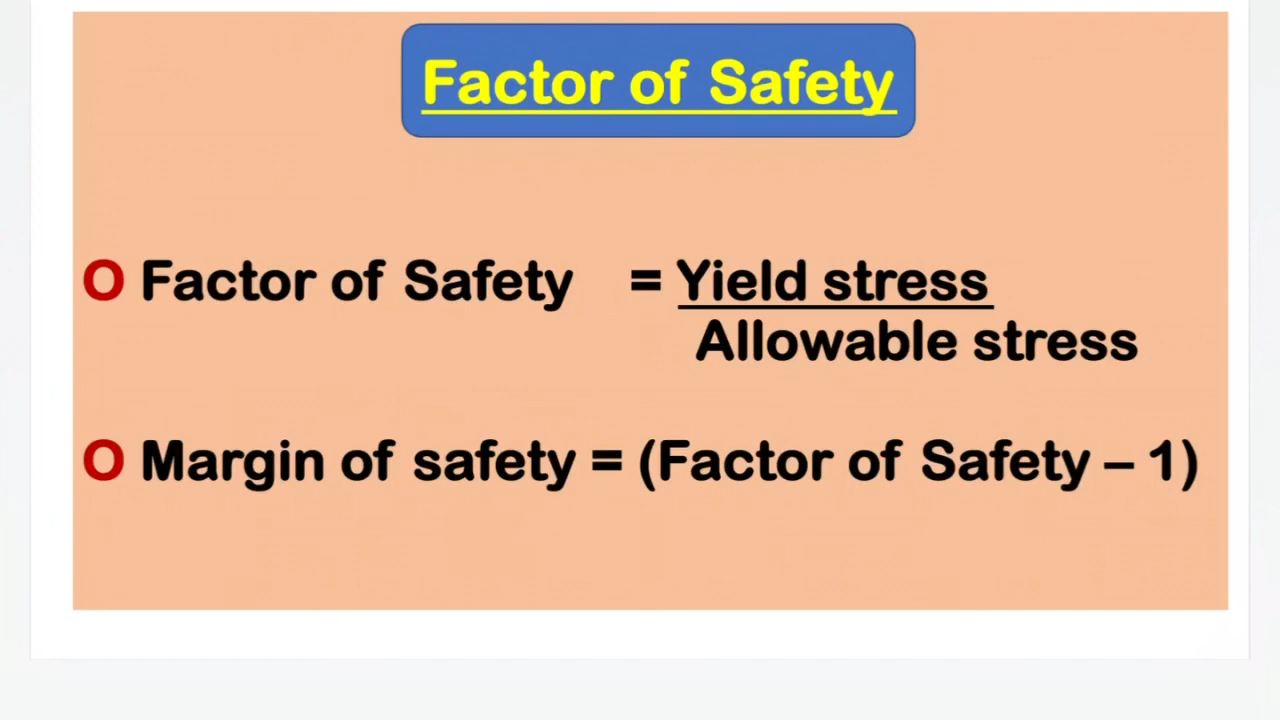 Factor of Safety
O Factor of Safety = Yield stress
Allowable stress
O Margin of safety = (Factor of Safety – 1)